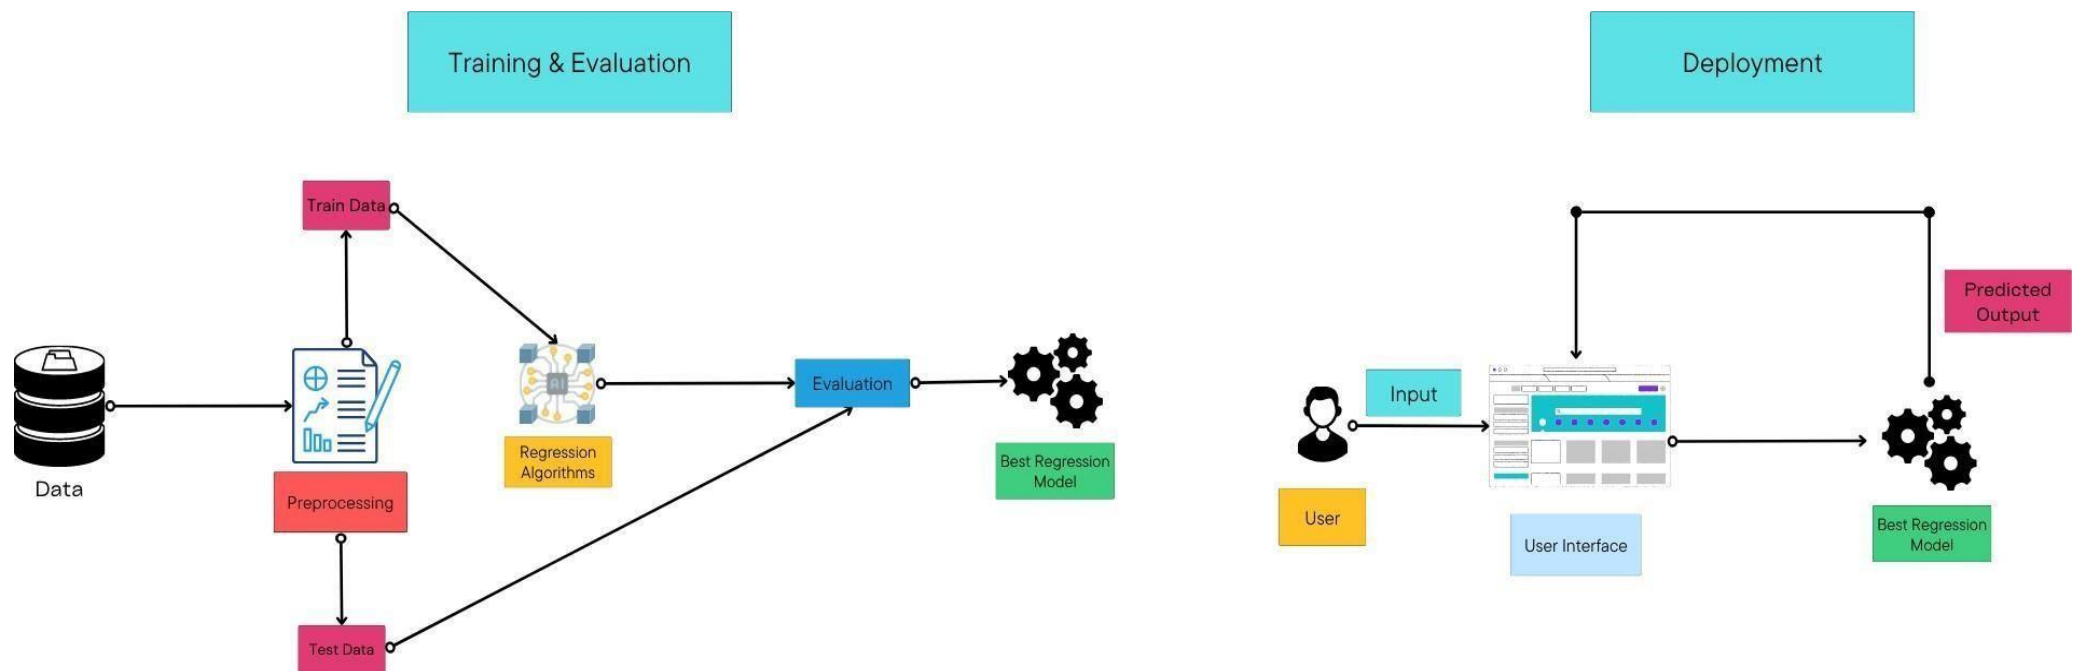 Training & Evaluation
Deployment
Train Data
Data
Preprocessing
Test Data
AI
Regression
Algorithms
Evaluation
Best Regression
Model
Predicted
Output
Input
User
User Interface
Best Regression
Model